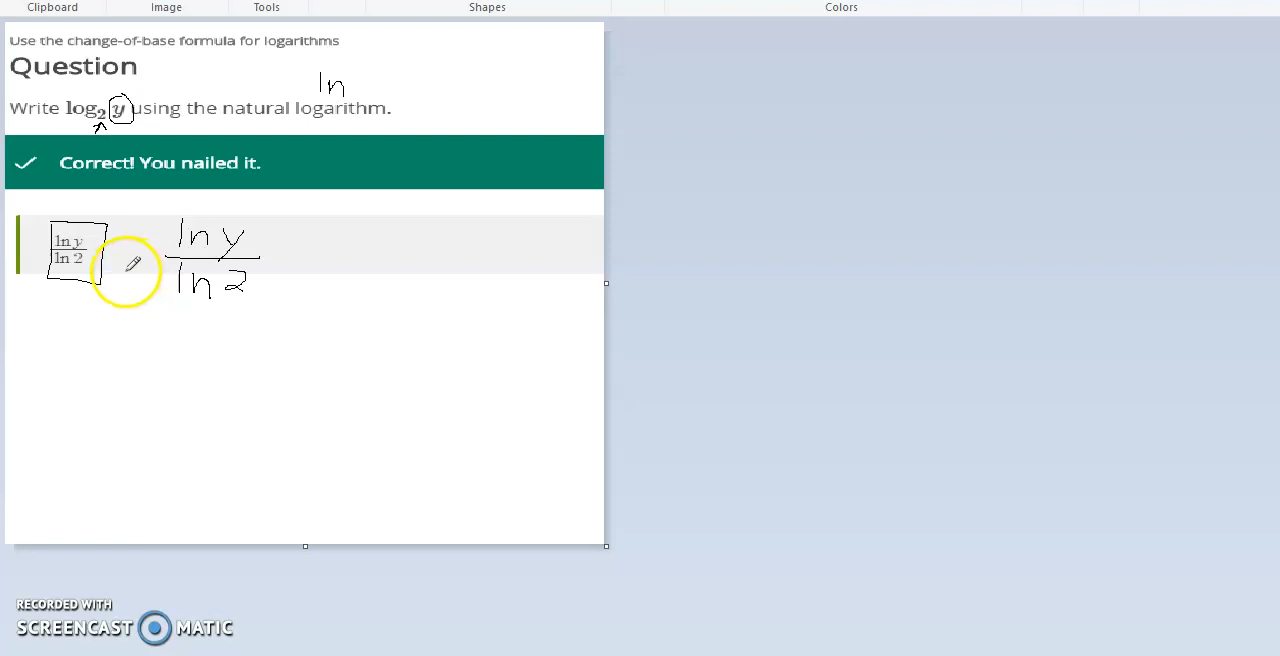 Clipboard Image Tools Shapes Colors
Use the change-of-base formula for logarithms
Question
ln
Write log₂ y using the natural logarithm.
Correct! You nailed it.
ln y
ln 2
ln y
ln 2
RECORDED WITH
SCREENCAST MATIC